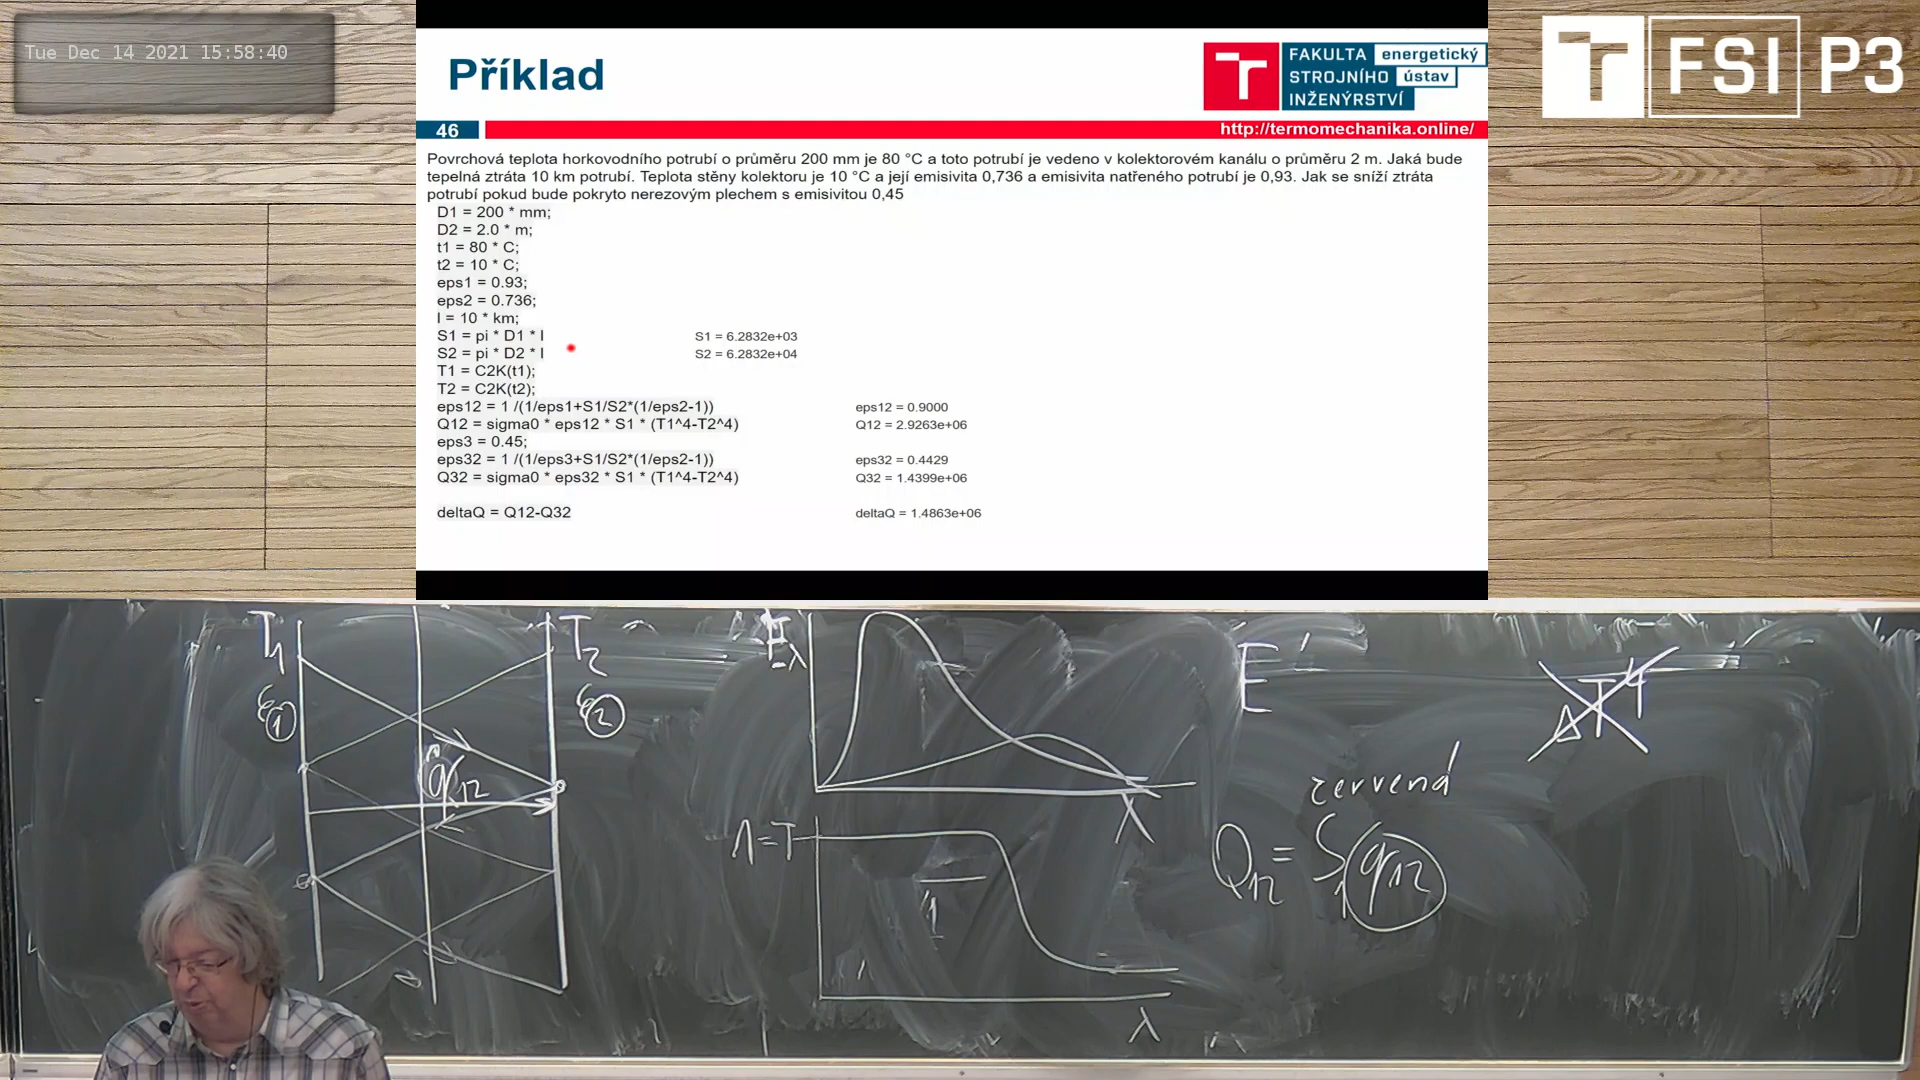 Tue Dec 14 2021 15:58:40
Příklad
FAKULTA energetický
STROJNÍHO ústav
INŽENÝRSTVÍ
T FSI P3
46
http://termomechanika.online/
Povrchová teplota horkovodního potrubí o průměru 200 mm je 80 °C a toto potrubí je vedeno v kolektorovém kanálu o průměru 2 m. Jaká bude
tepelná ztráta 10 km potrubí. Teplota stěny kolektoru je 10 °C a její emisivita 0,736 a emisivita natřeného potrubí je 0,93. Jak se sníží ztráta
potrubí pokud bude pokryto nerezovým plechem s emisivitou 0,45
D1 = 200 * mm;
D2 = 2.0 * m;
t1 = 80 * C;
t2 = 10 * C;
eps1 = 0.93;
eps2 = 0.736;
l = 10 * km;
S1 = pi * D1 * l S1 = 6.2832e+03
S2 = pi * D2 * l S2 = 6.2832e+04
T1 = C2K(t1);
T2 = C2K(t2);
eps12 = 1 /(1/eps1+S1/S2*(1/eps2-1)) eps12 = 0.9000
Q12 = sigma0 * eps12 * S1 * (T1^4-T2^4) Q12 = 2.9263e+06
eps3 = 0.45;
eps32 = 1 /(1/eps3+S1/S2*(1/eps2-1)) eps32 = 0.4429
Q32 = sigma0 * eps32 * S1 * (T1^4-T2^4) Q32 = 1.4399e+06
deltaQ = Q12-Q32 deltaQ = 1.4863e+06
T1 T2
ε1 ε2
q12
Eλ
λ
1=T
λ
E
ΔT4
červená
Q12 = S1 q12